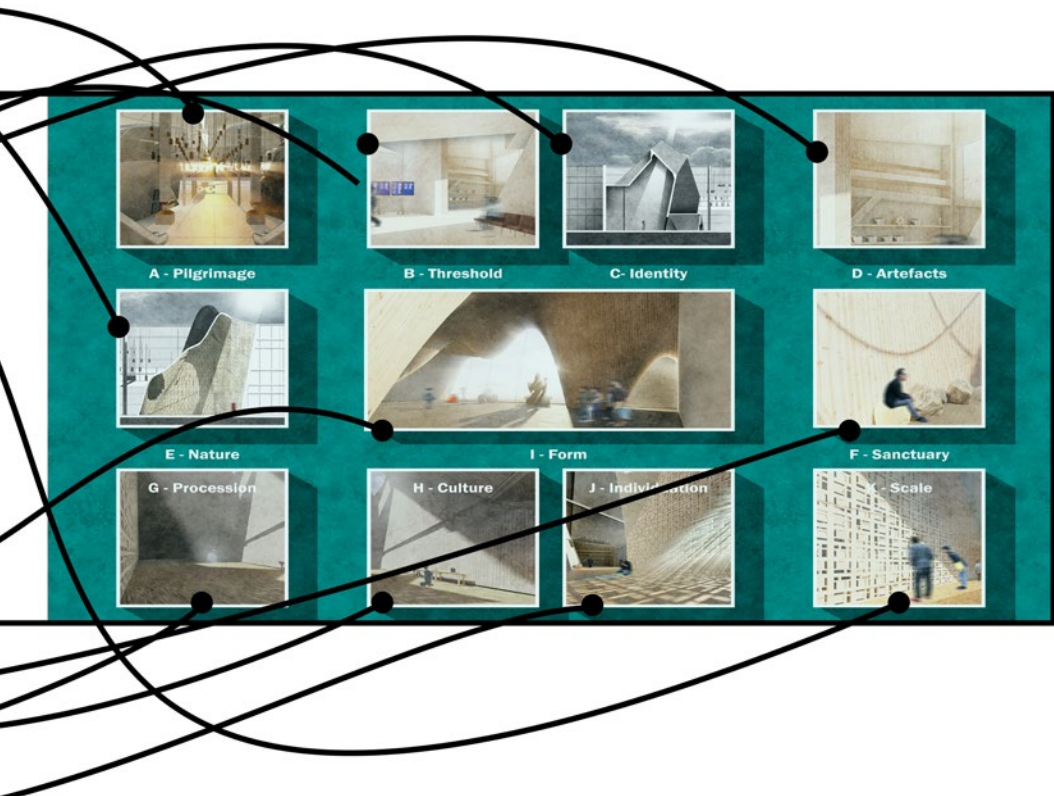 A - Pilgrimage
B - Threshold
C- Identity
D - Artefacts
E - Nature
I - Form
F - Sanctuary
G - Procession
H - Culture
J -
- Scale